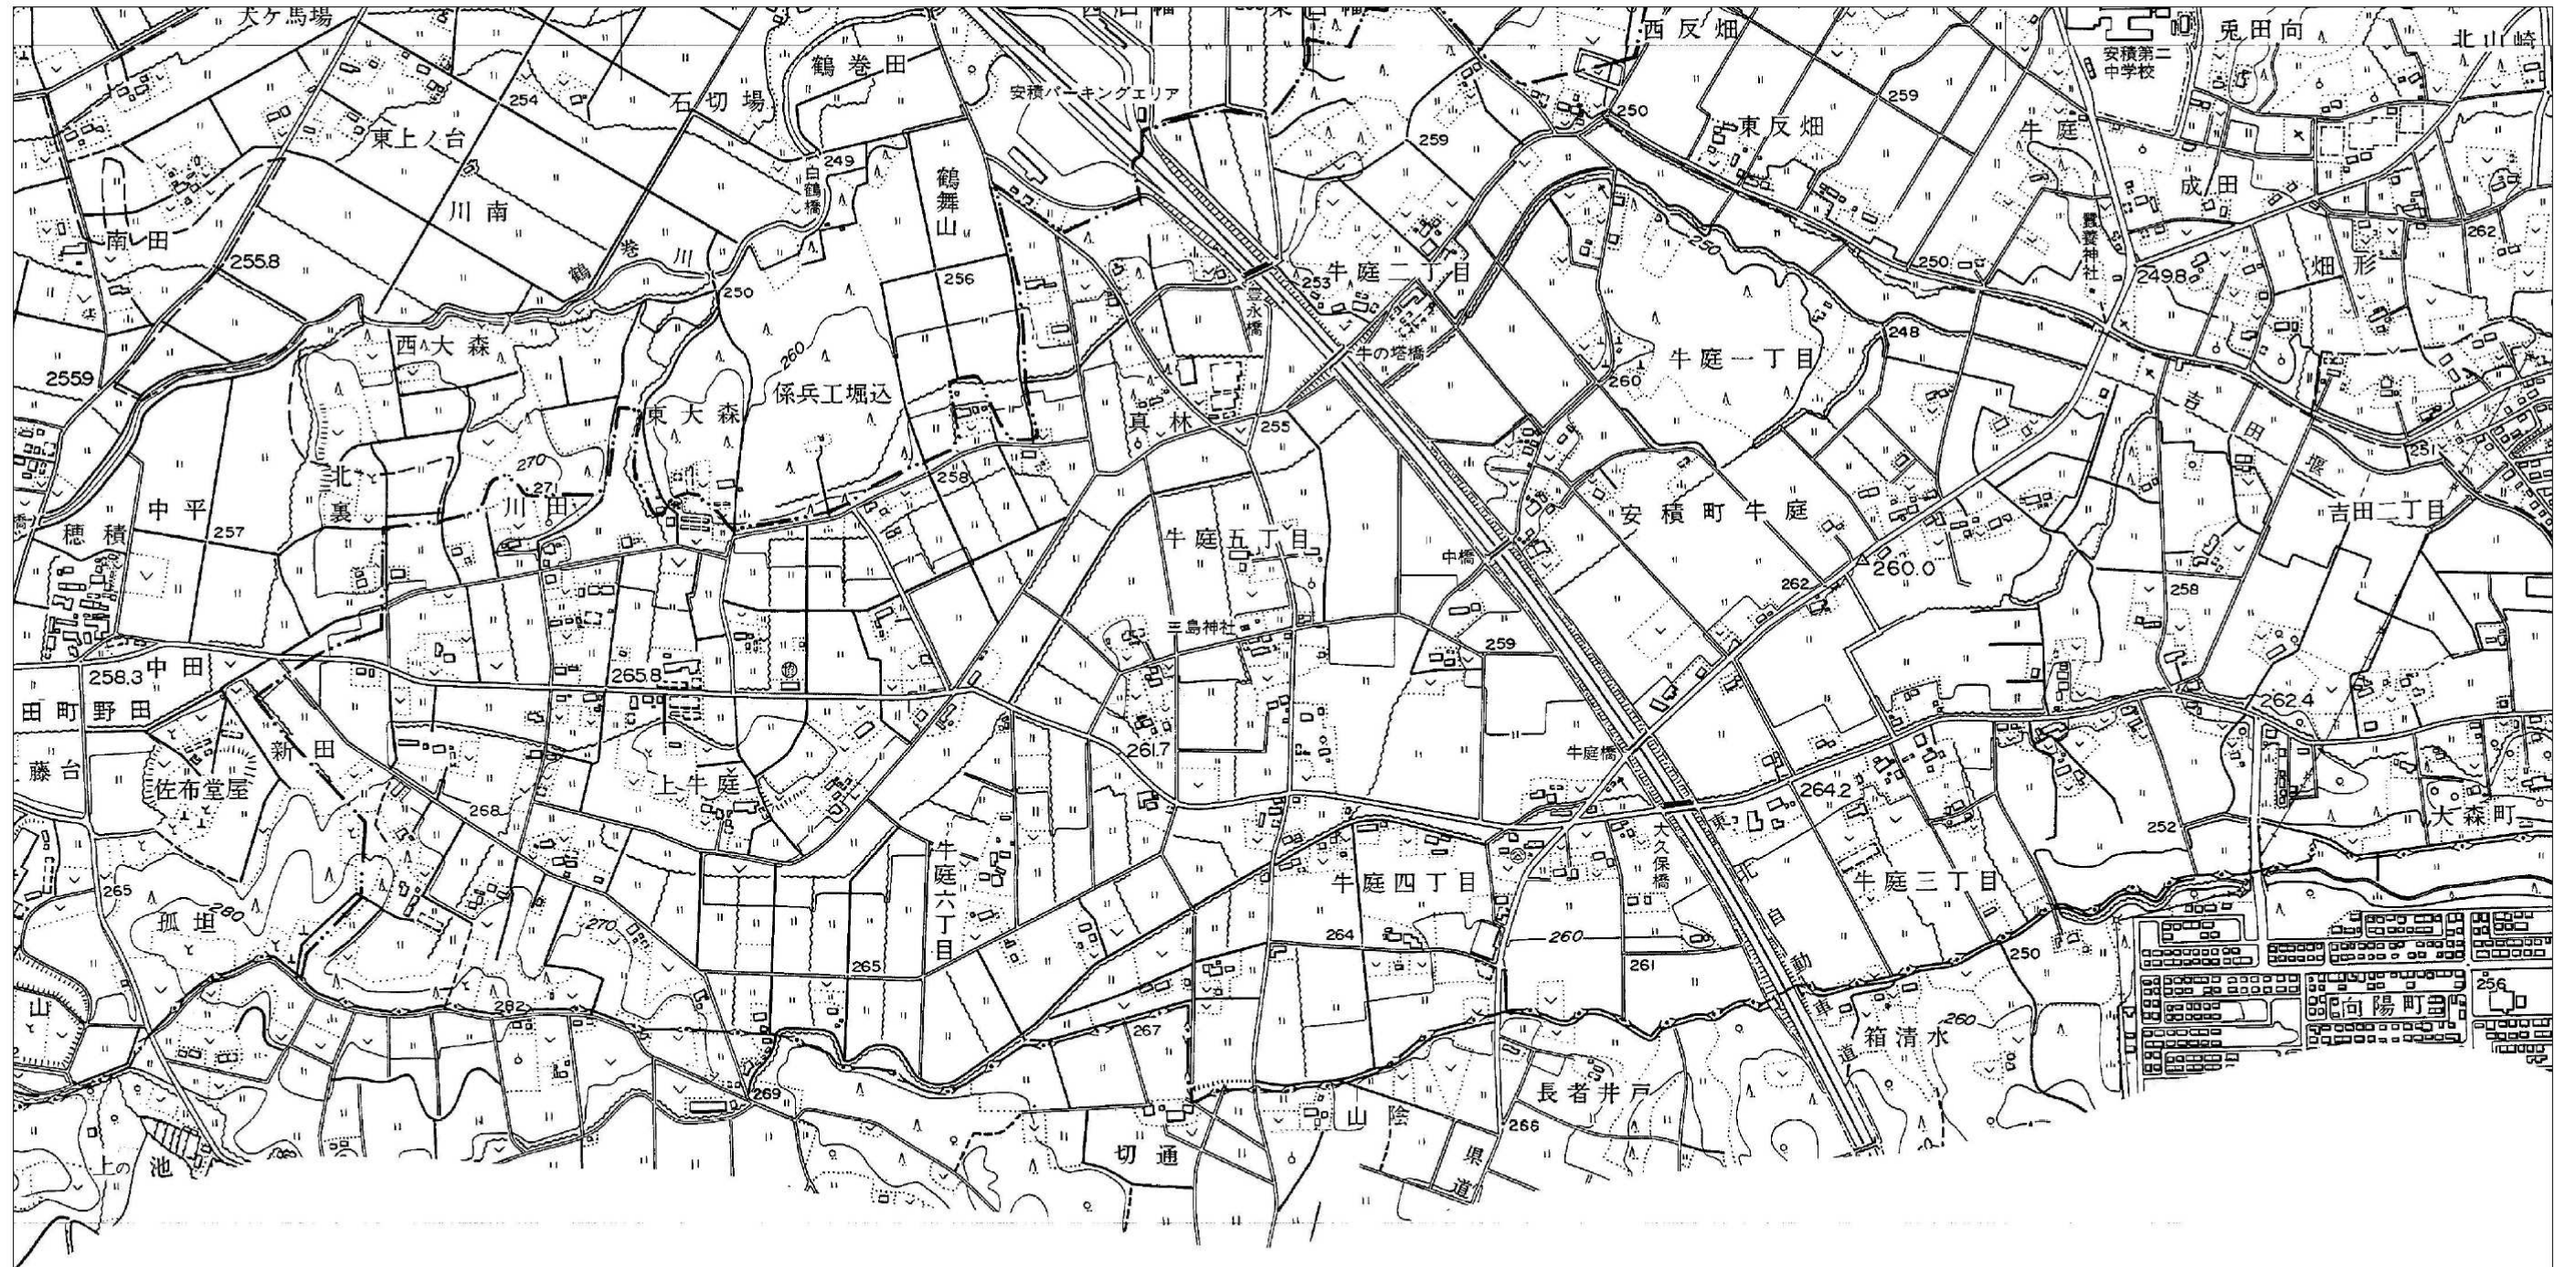 犬ケ馬場
西反畑
兎田向
北山崎
安積第二
中学校
鶴巻田
安積パーキングエリア
石切場
254
259
250
東反畑
259
牛庭
東上ノ台
249
白鶴橋
鶴舞山
成田
川南
南田
鶴巻川
蚕養神社
262
250
255.8
256
253
牛庭二丁目
250
249.8
畑形
250
豊永橋
248
西大森
260
牛の塔橋
牛庭一丁目
255.9
係兵工堀込
260
東大森
真林
255
吉田堰
251
270
271
258
北裏
川田
中平
穂積
257
牛庭五丁目
安積町牛庭
吉田二丁目
中橋
262
260.0
258
三島神社
259
中田
258.3
265.8
262.4
田町野田
新田
261.7
牛庭橋
藤台
佐布堂屋
上牛庭
264.2
268
大久保橋
東北自動車道
252
大森町
牛庭六丁目
牛庭四丁目
牛庭三丁目
265
280
孤坦
270
264
260
265
261
250
256
向陽町
山
282
267
260
箱清水
269
長者井戸
山陰
266
上の池
切通
県道